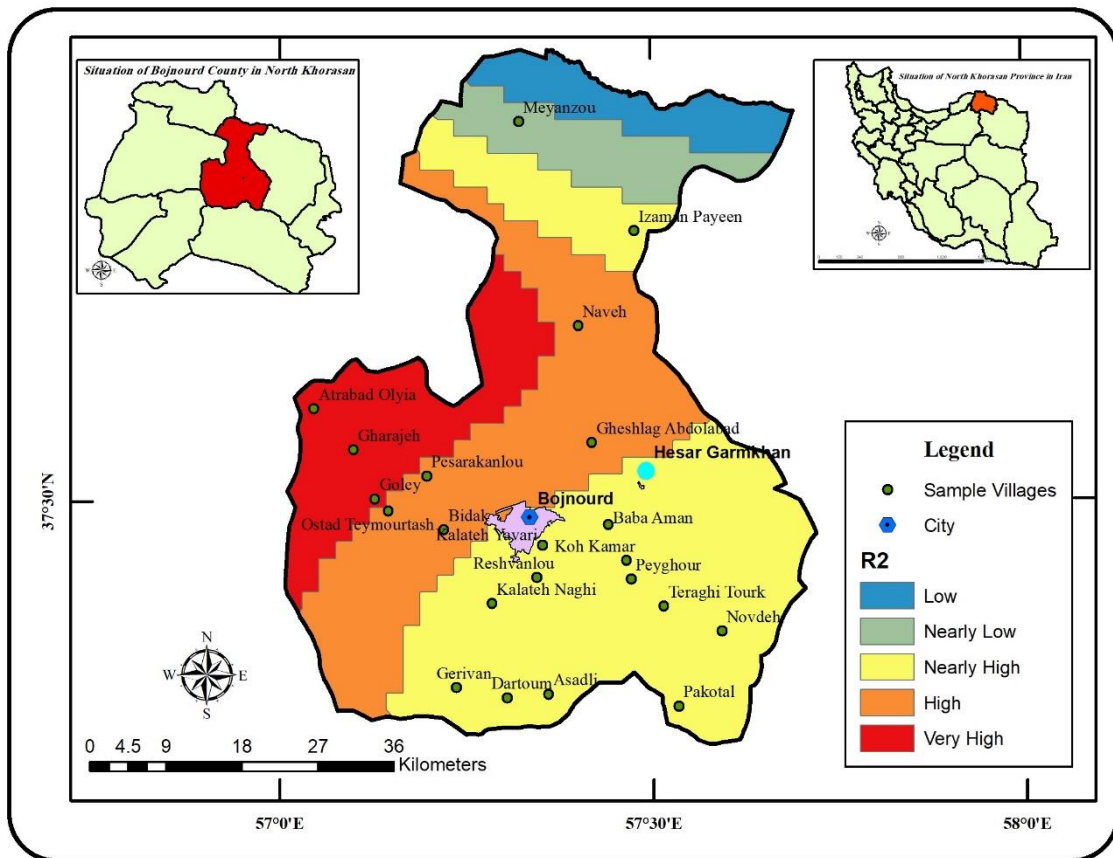 Situation of Bojnourd County in North Khorasan
Situation of North Khorasan Province in Iran
Meyanzou
Izaman Payeen
Naveh
Atrabad Olyia
Gharajeh
Gheshlag Abdolabad
Pesarakanlou
Hesar Garmkhan
Goley
Ostad Teymourtash
Bidak
Bojnourd
Kalateh Yavari
Baba Aman
Koh Kamar
Reshvanlou
Peyghour
Kalateh Naghi
Teraghi Tourk
Novdeh
Gerivan
Dartoum
Asadli
Pakotal
Legend
Sample Villages
City
R2
Low
Nearly Low
Nearly High
High
Very High
N
W E
S
0 4.5 9 18 27 36
Kilometers
37°30'N
57°0'E 57°30'E 58°0'E